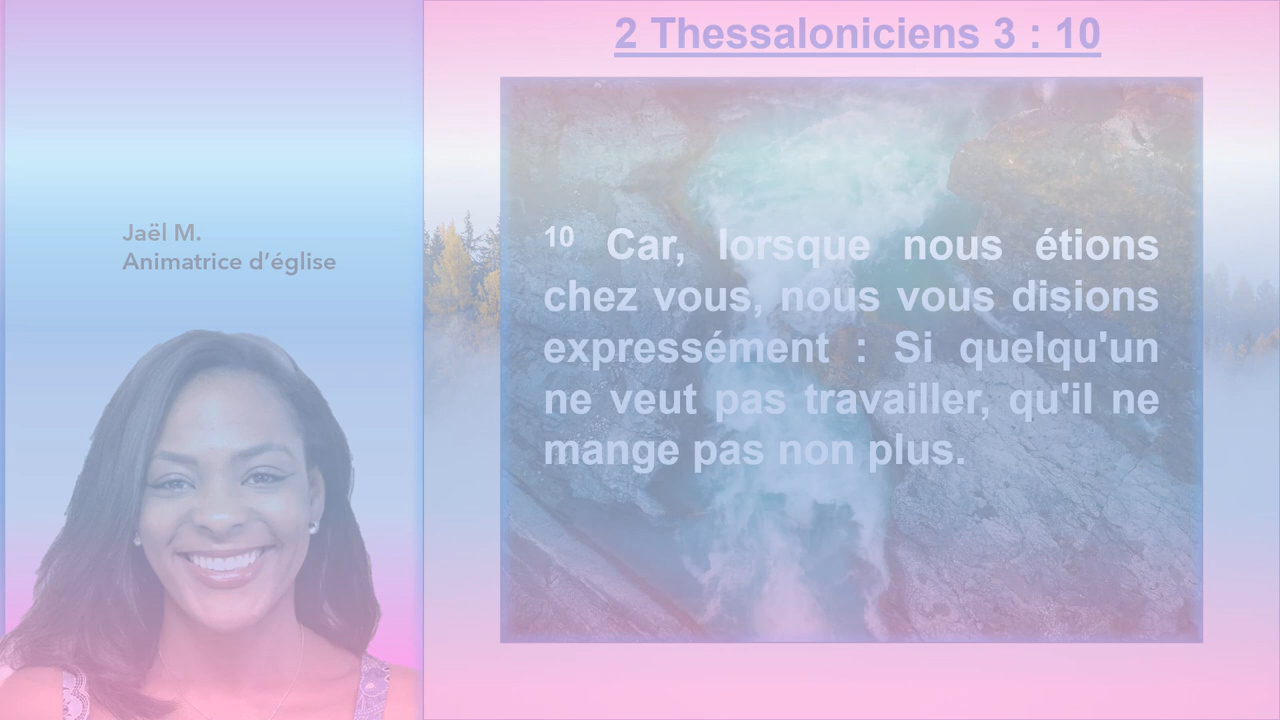 2 Thessaloniciens 3 : 10
Jaël M.
Animatrice d’église
10 Car, lorsque nous étions
chez vous, nous vous disions
expressément : Si quelqu'un
ne veut pas travailler, qu'il ne
mange pas non plus.